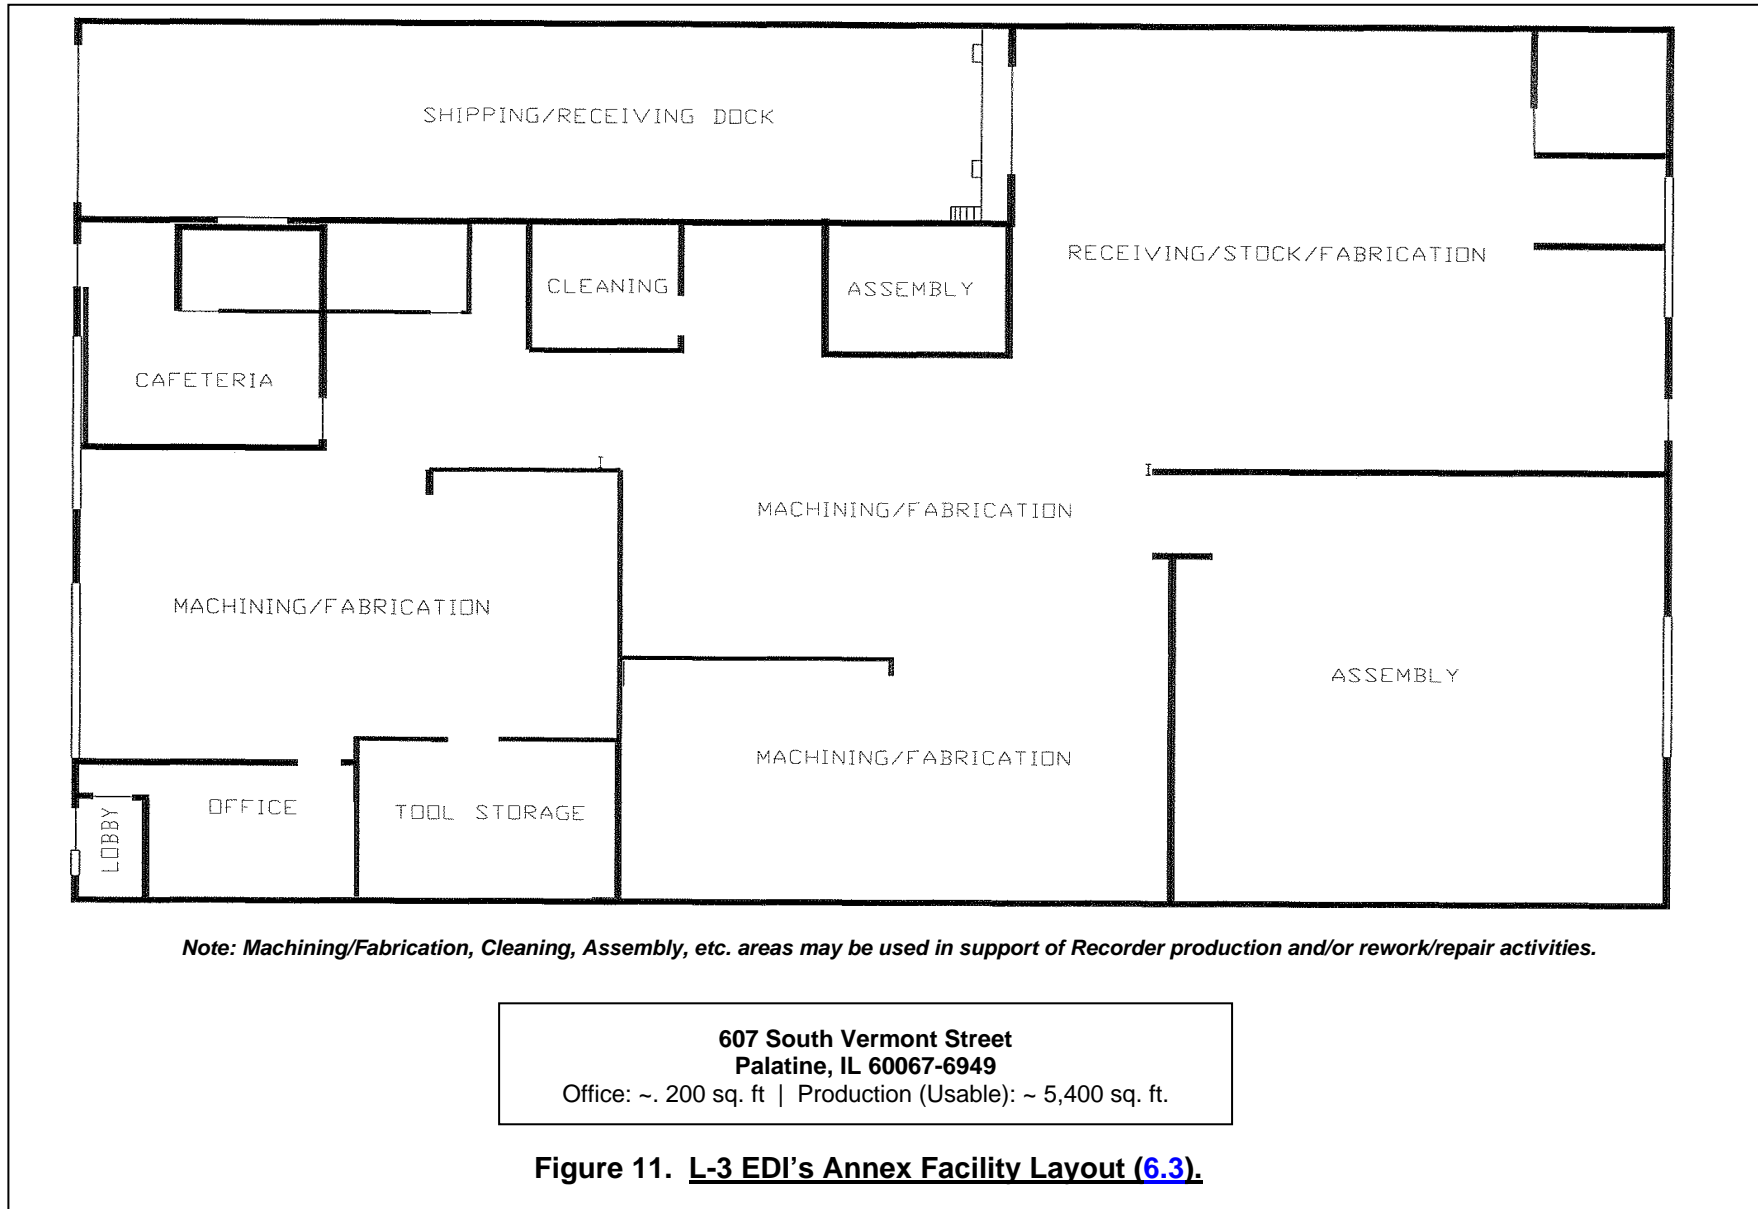 SHIPPING/RECEIVING DOCK
RECEIVING/STOCK/FABRICATION
CLEANING
ASSEMBLY
CAFETERIA
MACHINING/FABRICATION
MACHINING/FABRICATION
ASSEMBLY
MACHINING/FABRICATION
OFFICE
TOOL STORAGE
LOBBY
Note: Machining/Fabrication, Cleaning, Assembly, etc. areas may be used in support of Recorder production and/or rework/repair activities.
607 South Vermont Street
Palatine, IL 60067-6949
Office: ~. 200 sq. ft | Production (Usable): ~ 5,400 sq. ft.
Figure 11. L-3 EDI's Annex Facility Layout (6.3).